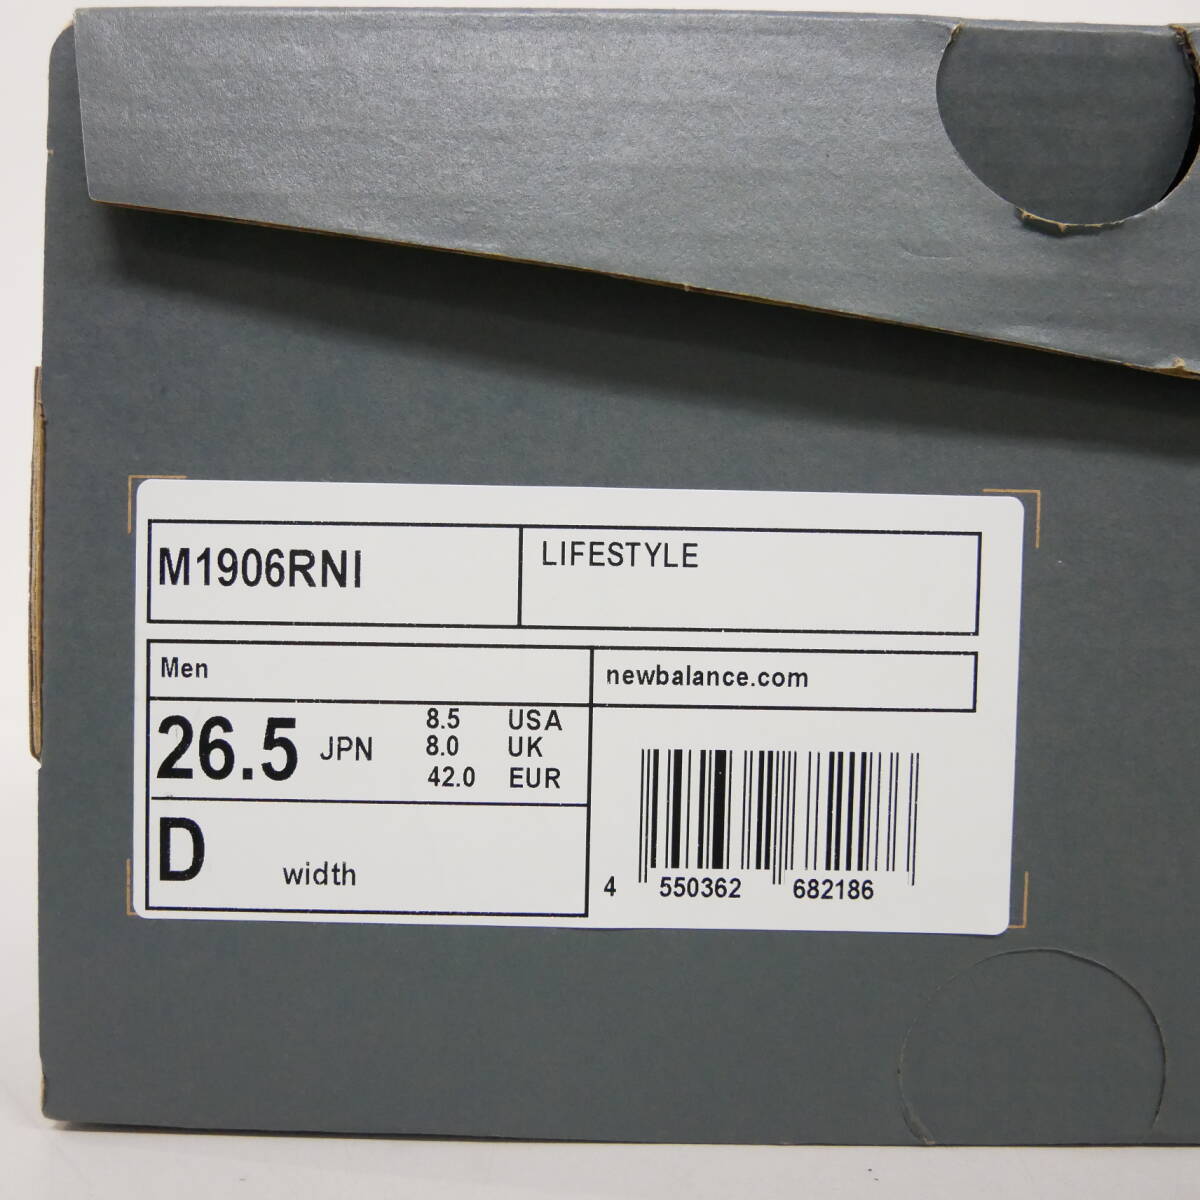 M1906RNI
LIFESTYLE
Men
newbalance.com
26.5 JPN
8.5 USA
8.0 UK
42.0 EUR
D width
4 550362 682186